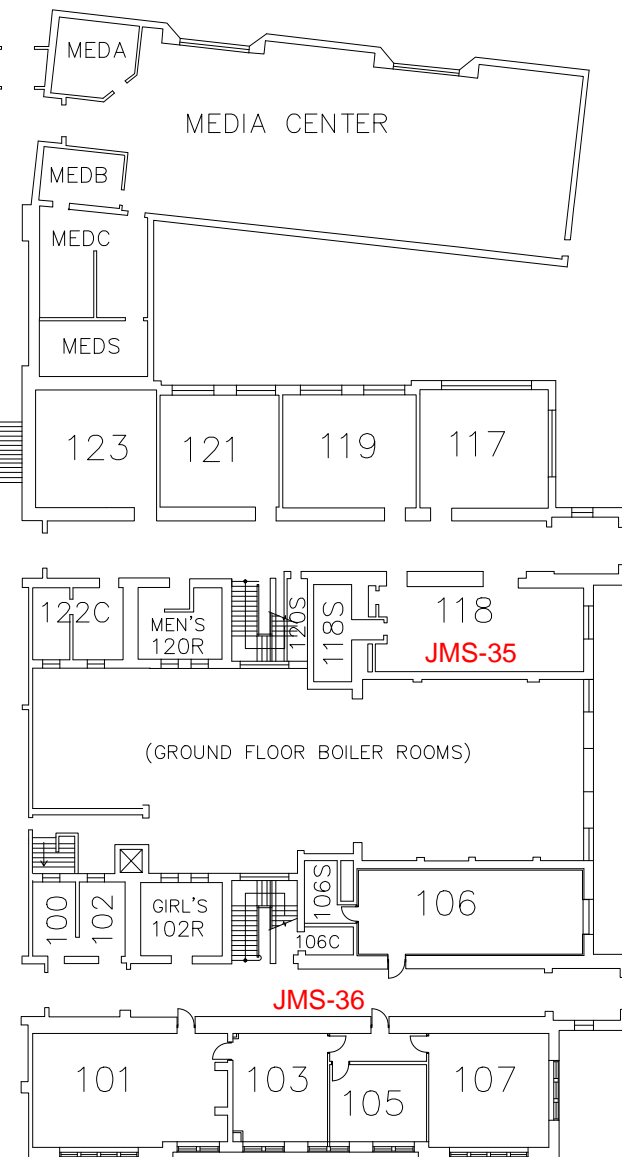 MEDA
MEDIA CENTER
MEDB
MEDC
MEDS
123
121
119
117
122C
MEN'S
120R
120S
118S
118
JMS-35
(GROUND FLOOR BOILER ROOMS)
100
102
GIRL'S
102R
106S
106C
106
JMS-36
101
103
105
107